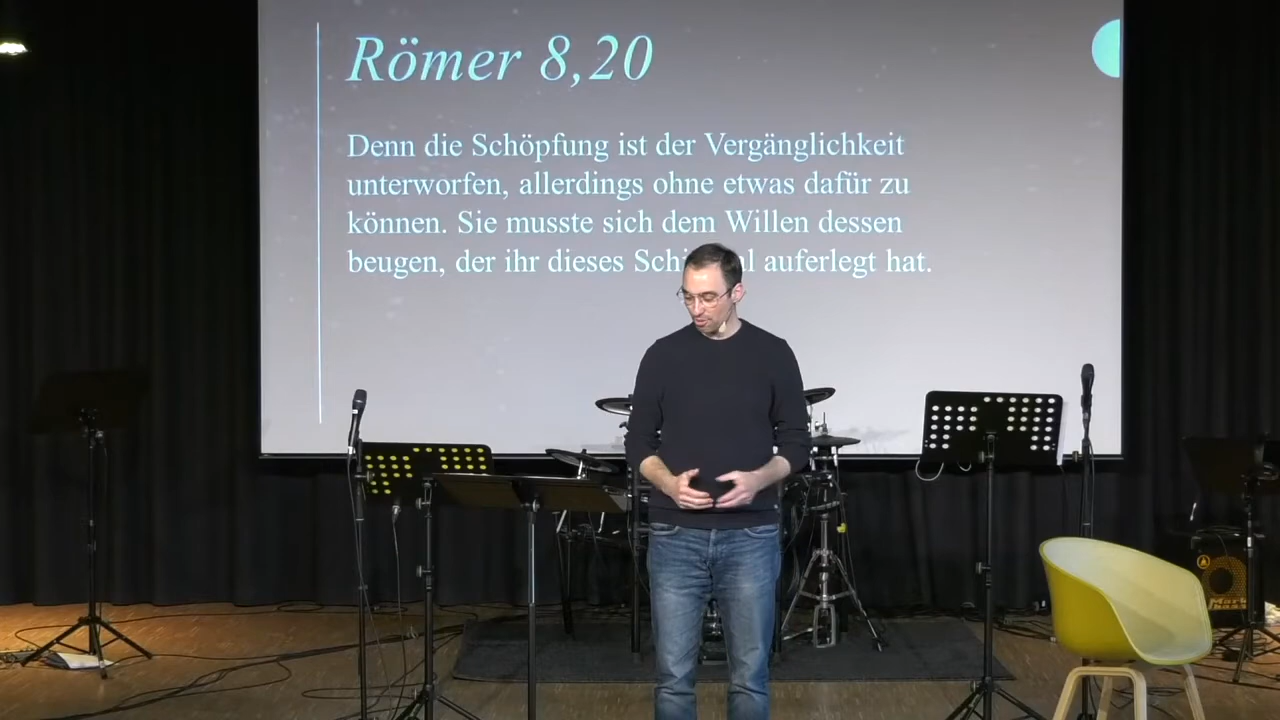 Römer 8,20
Denn die Schöpfung ist der Vergänglichkeit
unterworfen, allerdings ohne etwas dafür zu
können. Sie musste sich dem Willen dessen
beugen, der ihr dieses auferlegt hat.